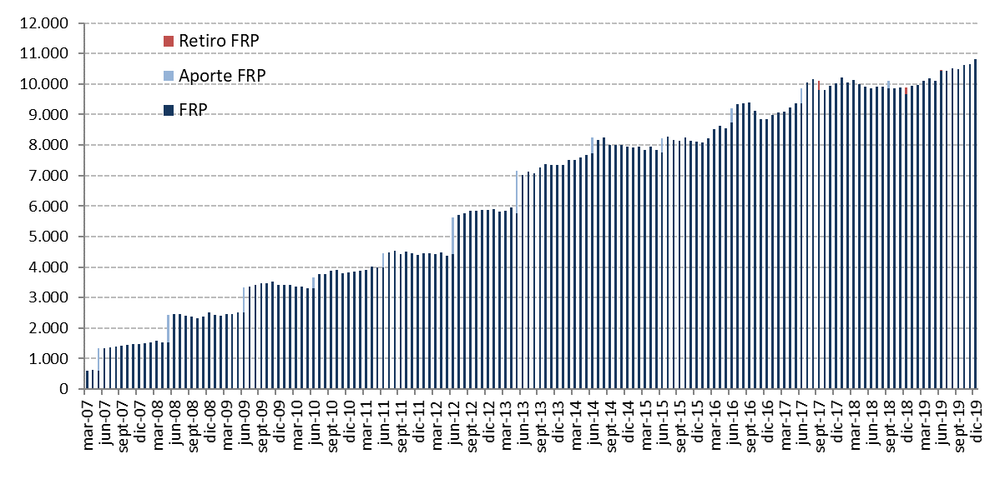 12.000
11.000
10.000
9.000
8.000
7.000
6.000
5.000
4.000
3.000
2.000
1.000
0
Retiro FRP
Aporte FRP
FRP
mar-07
jun-07
sept-07
dic-07
mar-08
jun-08
sept-08
dic-08
mar-09
jun-09
sept-09
dic-09
mar-10
jun-10
sept-10
dic-10
mar-11
jun-11
sept-11
dic-11
mar-12
jun-12
sept-12
dic-12
mar-13
jun-13
sept-13
dic-13
mar-14
jun-14
sept-14
dic-14
mar-15
jun-15
sept-15
dic-15
mar-16
jun-16
sept-16
dic-16
mar-17
jun-17
sept-17
dic-17
mar-18
jun-18
sept-18
dic-18
mar-19
jun-19
sept-19
dic-19